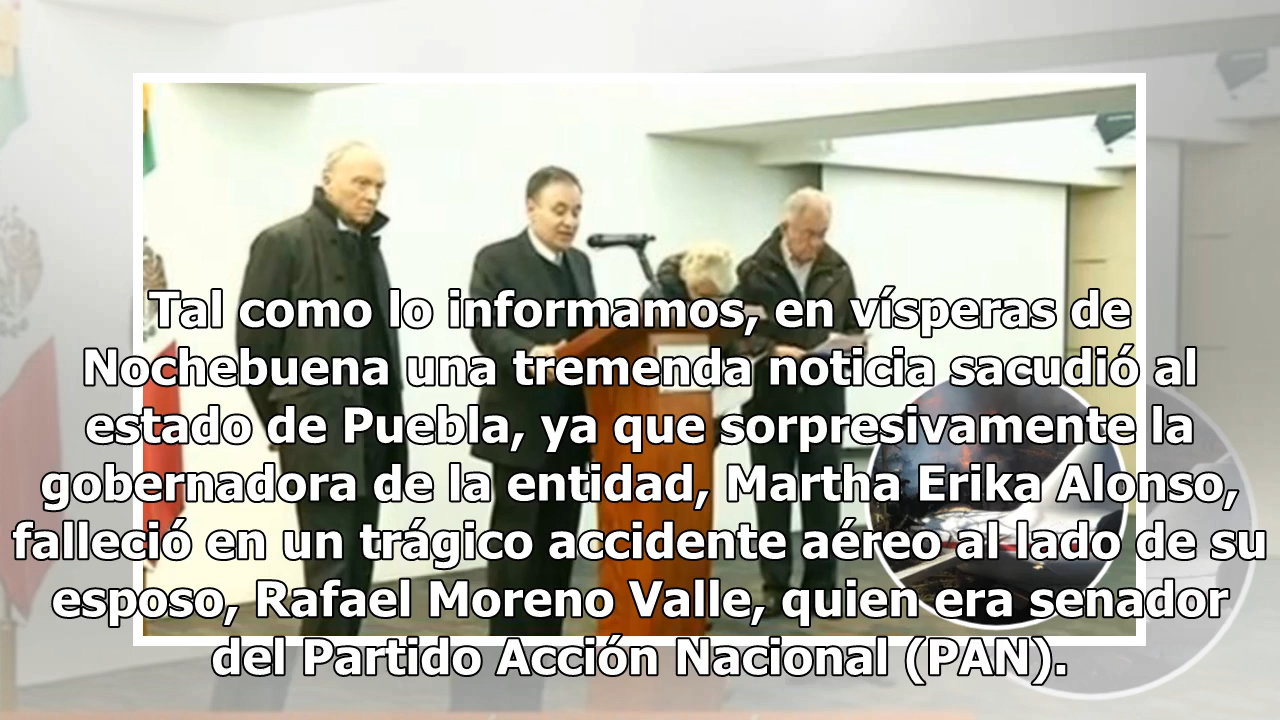 Tal como lo informamos, en vísperas de
Nochebuena una tremenda noticia sacudió al
estado de Puebla, ya que sorpresivamente la
gobernadora de la entidad, Martha Erika Alonso,
falleció en un trágico accidente aéreo al lado de su
esposo, Rafael Moreno Valle, quien era senador
del Partido Acción Nacional (PAN).